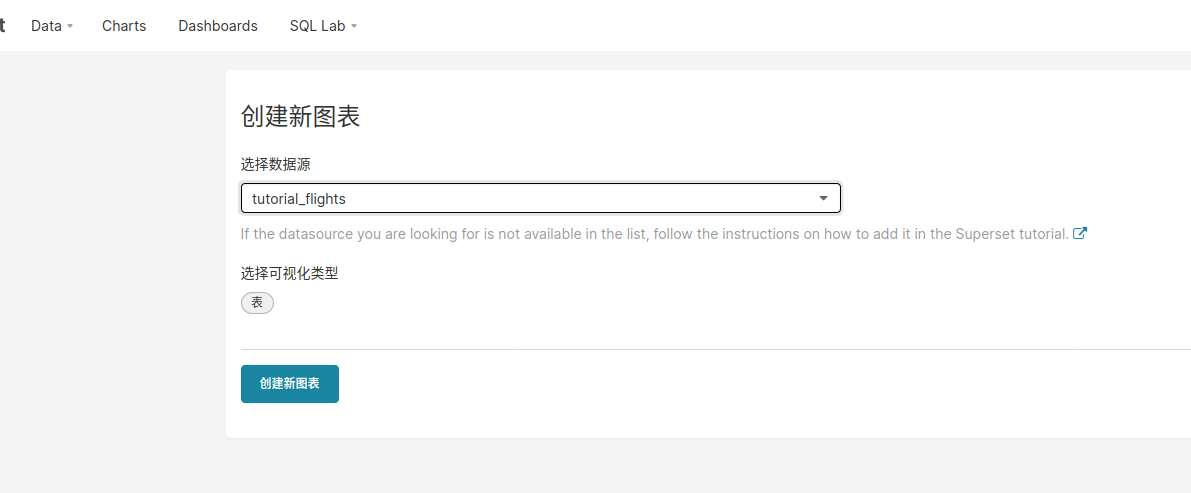 t Data Charts Dashboards SQL Lab
创建新图表
选择数据源
tutorial_flights
If the datasource you are looking for is not available in the list, follow the instructions on how to add it in the Superset tutorial.
选择可视化类型
表
创建新图表